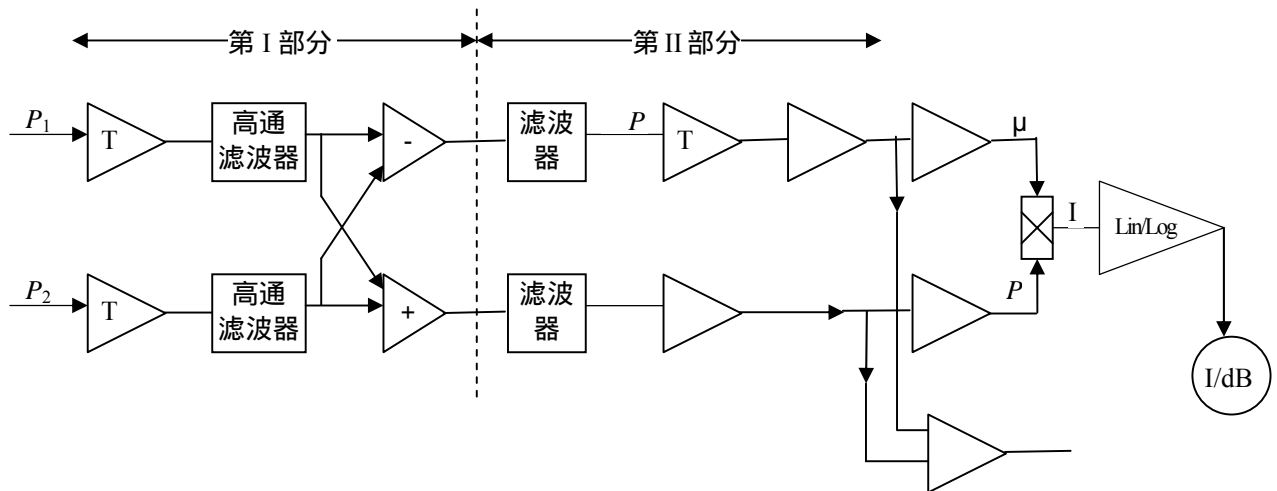 第 I 部分
第 II 部分
P1
T
高通
滤波器
-
滤波
器
P
T
μ
I
Lin/Log
P2
T
高通
滤波器
+
滤波
器
P
I/dB